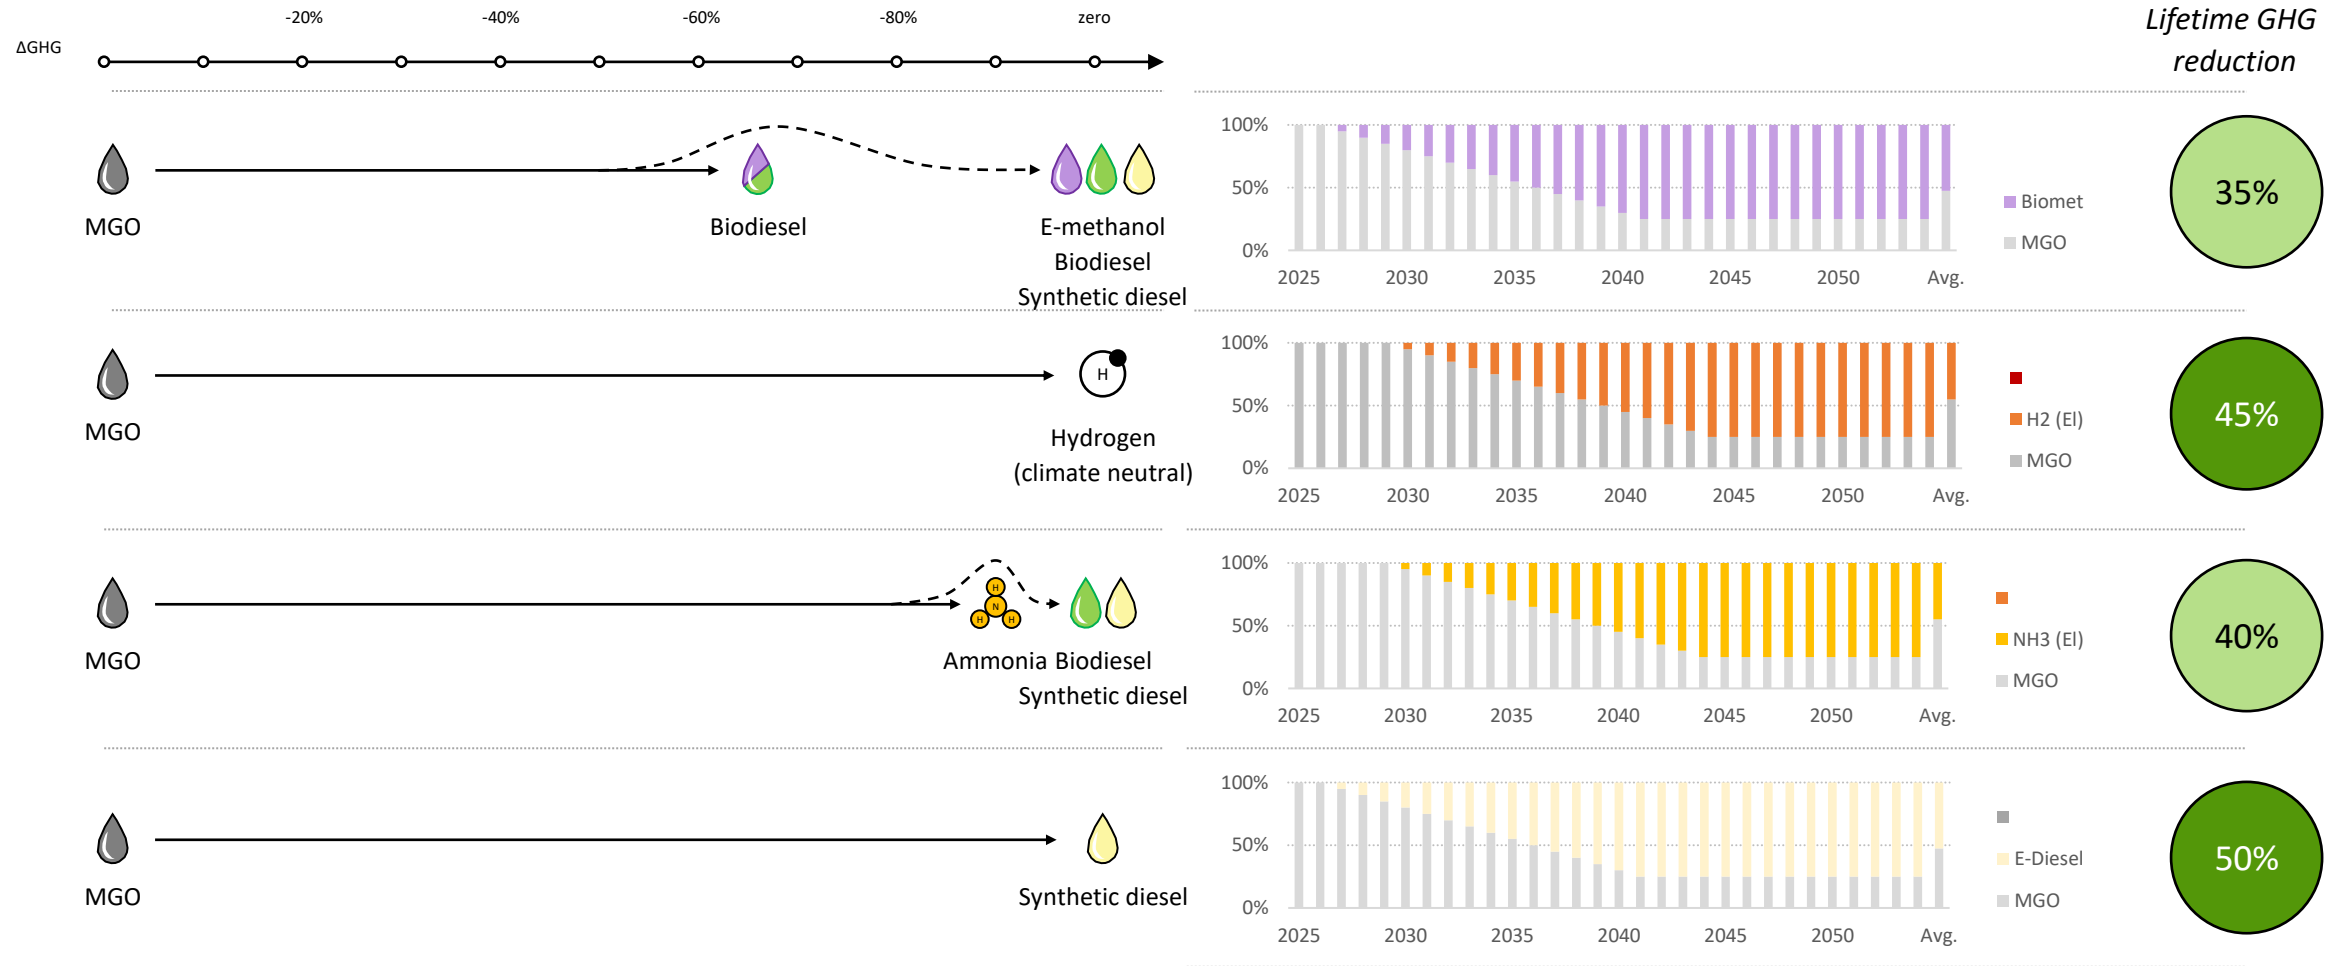 -20%
-40%
-60%
-80%
zero
Lifetime GHG
reduction
ΔGHG
MGO
Biodiesel
E-methanol
Biodiesel
Synthetic diesel
100%
50%
0%
2025
2030
2035
2040
2045
2050
Avg.
Biomet
MGO
35%
MGO
H
Hydrogen
(climate neutral)
100%
50%
0%
2025
2030
2035
2040
2045
2050
Avg.
H2 (El)
MGO
45%
MGO
H
N
H
H
Ammonia Biodiesel
Synthetic diesel
100%
50%
0%
2025
2030
2035
2040
2045
2050
Avg.
NH3 (El)
MGO
40%
MGO
Synthetic diesel
100%
50%
0%
2025
2030
2035
2040
2045
2050
Avg.
E-Diesel
MGO
50%